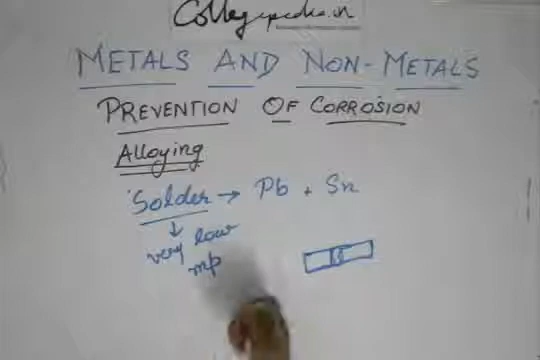 Collegepedia.in
METALS AND NON-METALS
PREVENTION OF CORROSION
Alloying
Solder → Pb + Sn
↓
very low
mp